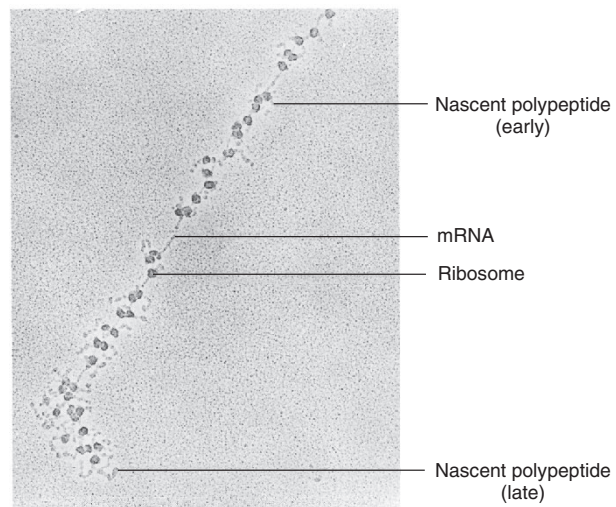 Nascent polypeptide
(early)
mRNA
Ribosome
Nascent polypeptide
(late)